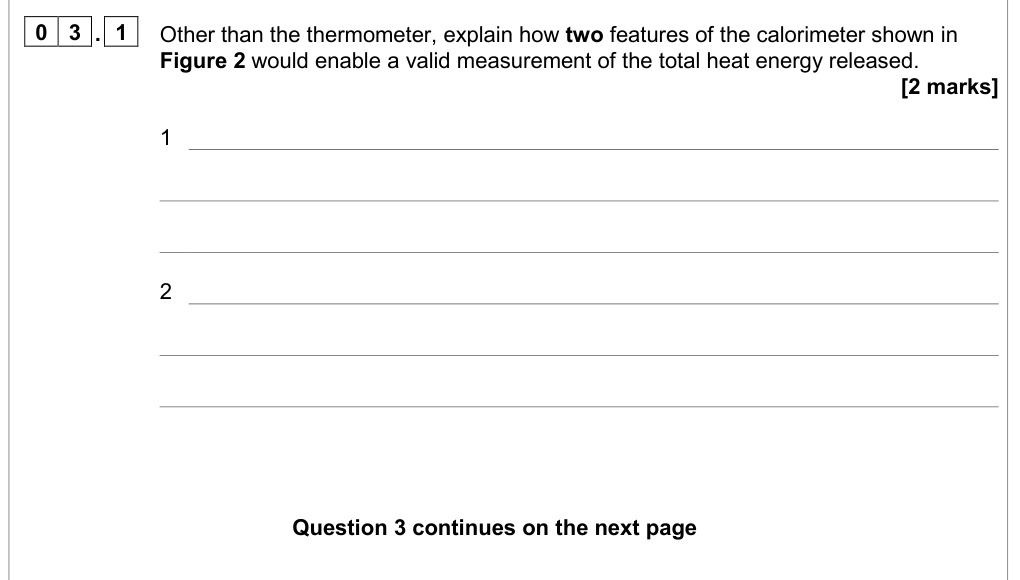 0 3 . 1 Other than the thermometer, explain how two features of the calorimeter shown in
Figure 2 would enable a valid measurement of the total heat energy released.
[2 marks]
1
2
Question 3 continues on the next page